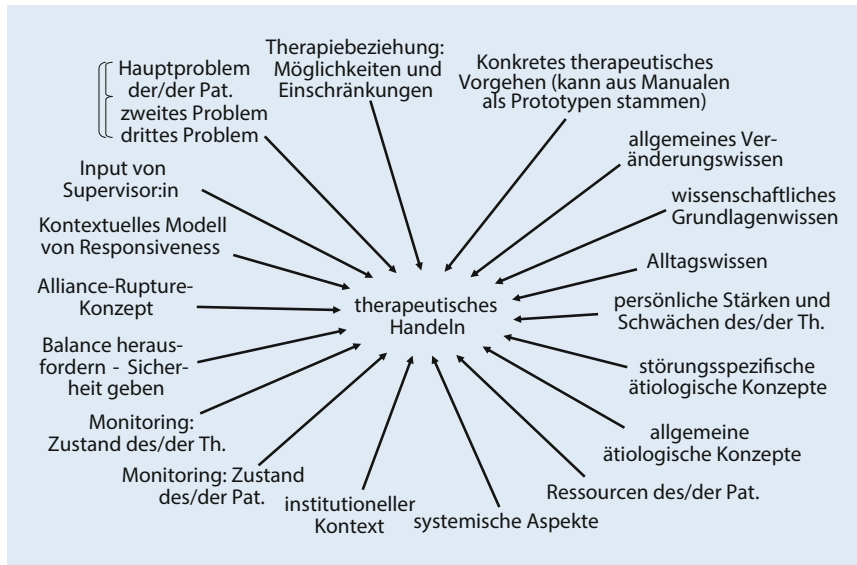 Hauptproblem
der/der Pat.
zweites Problem
drittes Problem
Therapiebeziehung:
Möglichkeiten und
Einschränkungen
Konkretes therapeutisches
Vorgehen (kann aus Manualen
als Prototypen stammen)
allgemeines Ver-
änderungswissen
wissenschaftliches
Grundlagenwissen
Alltagswissen
persönliche Stärken und
Schwächen des/der Th.
störungsspezifische
ätiologische Konzepte
allgemeine
ätiologische Konzepte
Ressourcen des/der Pat.
systemische Aspekte
institutioneller
Kontext
Monitoring: Zustand
des/der Pat.
Monitoring:
Zustand des/der Th.
Balance heraus-
fordern - Sicher-
heit geben
Alliance-Rupture-
Konzept
Kontextuelles Modell
von Responsiveness
Input von
Supervisor:in
therapeutisches
Handeln